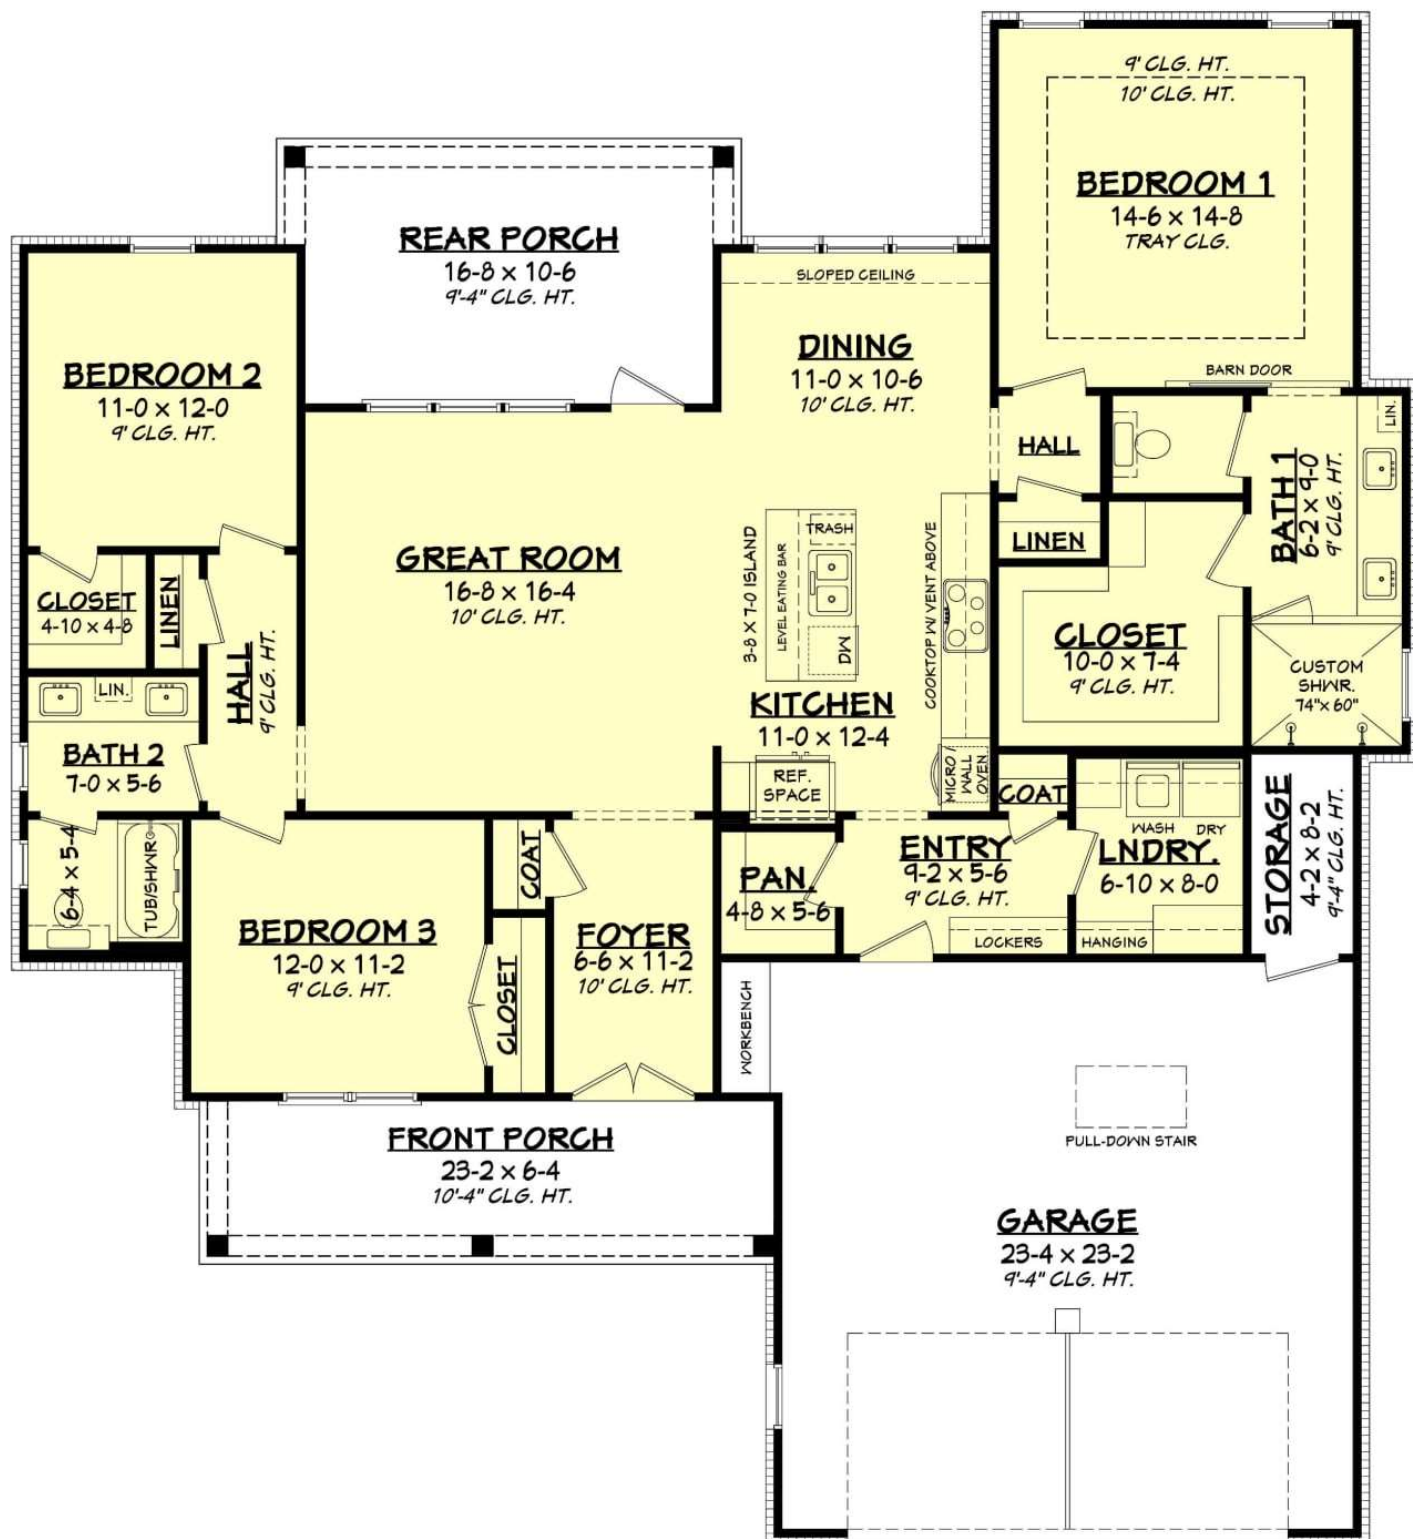 9' CLG. HT.
10' CLG. HT.
BEDROOM 1
14-6 x 14-8
TRAY CLG.
BARN DOOR
REAR PORCH
16-8 x 10-6
9'-4" CLG. HT.
SLOPED CEILING
DINING
11-0 x 10-6
10' CLG. HT.
BEDROOM 2
11-0 x 12-0
9' CLG. HT.
HALL
LINEN
BATH 1
6-2 x 9-0
9' CLG. HT.
LIN.
GREAT ROOM
16-8 x 16-4
10' CLG. HT.
3-8 X 7-0 ISLAND
LEVEL EATING BAR
TRASH
DW
COOKTOP W/ VENT ABOVE
CLOSET
4-10 x 4-8
LINEN
HALL
9' CLG. HT.
CLOSET
10-0 x 7-4
9' CLG. HT.
CUSTOM
SHWR.
74"x 60"
KITCHEN
11-0 x 12-4
LIN.
BATH 2
7-0 x 5-6
REF.
SPACE
MICRO /
WALL
OVEN
COAT
WASH
DRY
LNDRY.
6-10 x 8-0
HANGING
STORAGE
4-2 x 8-2
9'-4" CLG. HT.
6-4 x 5-4
TUB/SHWR
COAT
PAN.
4-8 x 5-6
ENTRY
9-2 x 5-6
9' CLG. HT.
LOCKERS
BEDROOM 3
12-0 x 11-2
9' CLG. HT.
CLOSET
FOYER
6-6 x 11-2
10' CLG. HT.
WORKBENCH
PULL-DOWN STAIR
FRONT PORCH
23-2 x 6-4
10'-4" CLG. HT.
GARAGE
23-4 x 23-2
9'-4" CLG. HT.